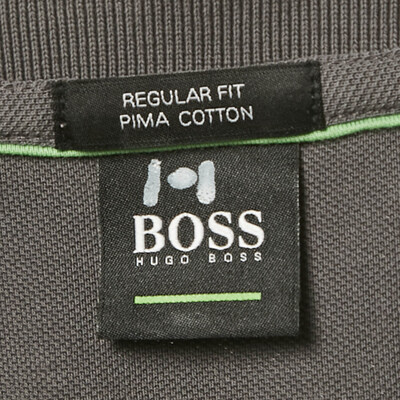 REGULAR FIT
PIMA COTTON
BOSS
HUGO BOSS